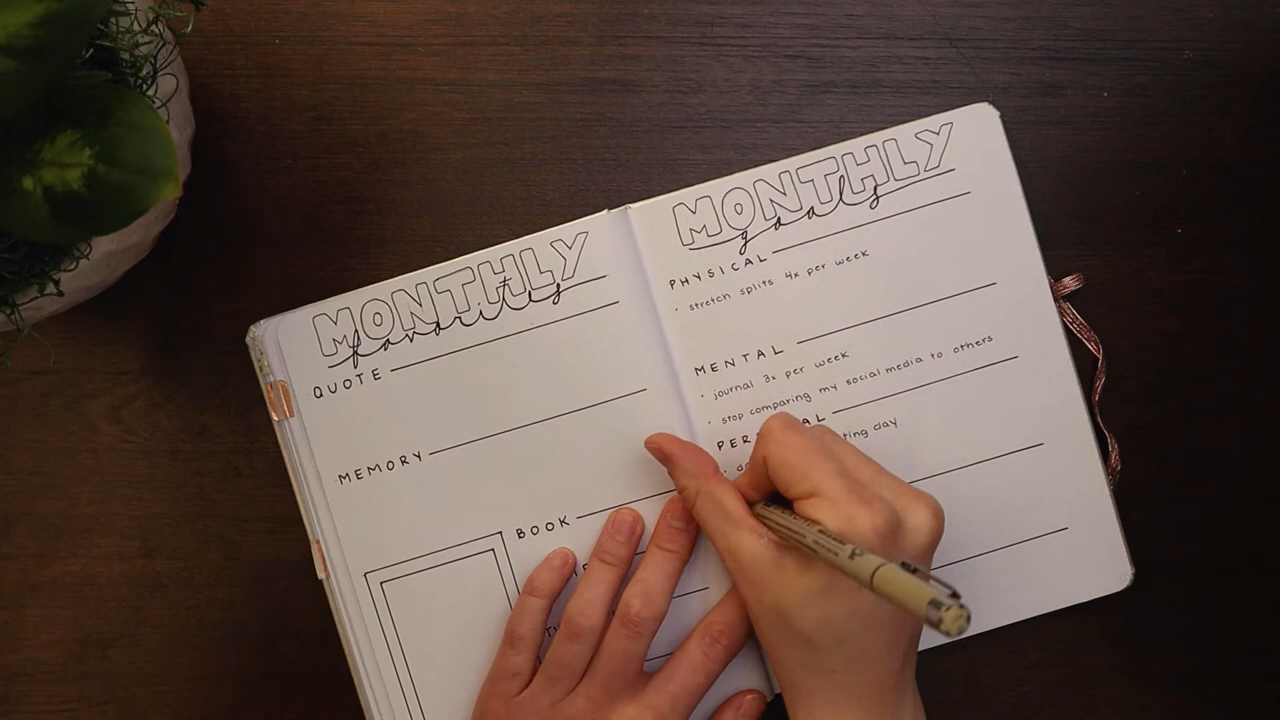 MONTHLY
favorites
QUOTE
MEMORY
BOOK
MONTHLY
goals
PHYSICAL
· stretch splits 4x per week
MENTAL
· journal 3x per week
· stop comparing my social media to others